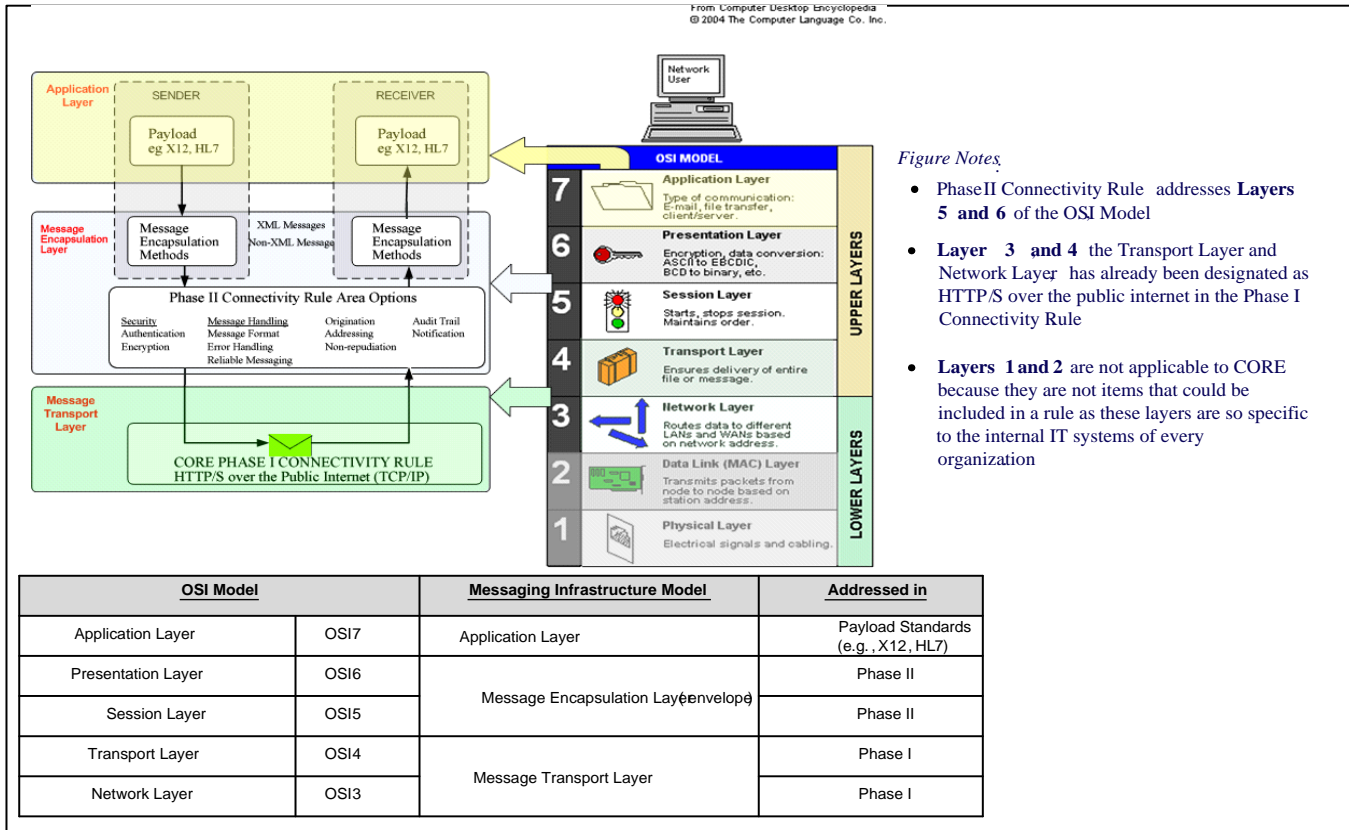 From Computer Desktop Encyclopedia
© 2004 The Computer Language Co. Inc.
Network
User
Application
Layer
SENDER
RECEIVER
Payload
eg X12, HL7
Payload
eg X12, HL7
Message
Encapsulation
Layer
Message
Encapsulation
Methods
XML Messages
Non-XML Message
Message
Encapsulation
Methods
Phase II Connectivity Rule Area Options
Security
Authentication
Encryption
Message Handling
Message Format
Error Handling
Reliable Messaging
Origination
Addressing
Non-repudiation
Audit Trail
Notification
Message
Transport
Layer
CORE PHASE I CONNECTIVITY RULE
HTTP/S over the Public Internet (TCP/IP)
OSI MODEL
7
Application Layer
Type of communication:
E-mail, file transfer,
client/server.
6
Presentation Layer
Encryption, data conversion:
ASCII to EBCDIC,
BCD to binary, etc.
5
Session Layer
Starts, stops session.
Maintains order.
4
Transport Layer
Ensures delivery of entire
file or message.
3
Network Layer
Routes data to different
LANs and WANs based
on network address.
2
Data Link (MAC) Layer
Transmits packets from
node to node based on
station address.
1
Physical Layer
Electrical signals and cabling.
UPPER LAYERS
LOWER LAYERS
Figure Notes:
• Phase II Connectivity Rule addresses Layers
5 and 6 of the OSI Model
• Layer 3 and 4 the Transport Layer and
Network Layer, has already been designated as
HTTP/S over the public internet in the Phase I
Connectivity Rule
• Layers 1 and 2 are not applicable to CORE
because they are not items that could be
included in a rule as these layers are so specific
to the internal IT systems of every
organization
OSI Model Messaging Infrastructure Model Addressed in
Application Layer OSI7 Application Layer Payload Standards
(e.g., X12, HL7)
Presentation Layer OSI6 Phase II
Message Encapsulation Layer (envelope)
Session Layer OSI5 Phase II
Transport Layer OSI4 Phase I
Message Transport Layer
Network Layer OSI3 Phase I